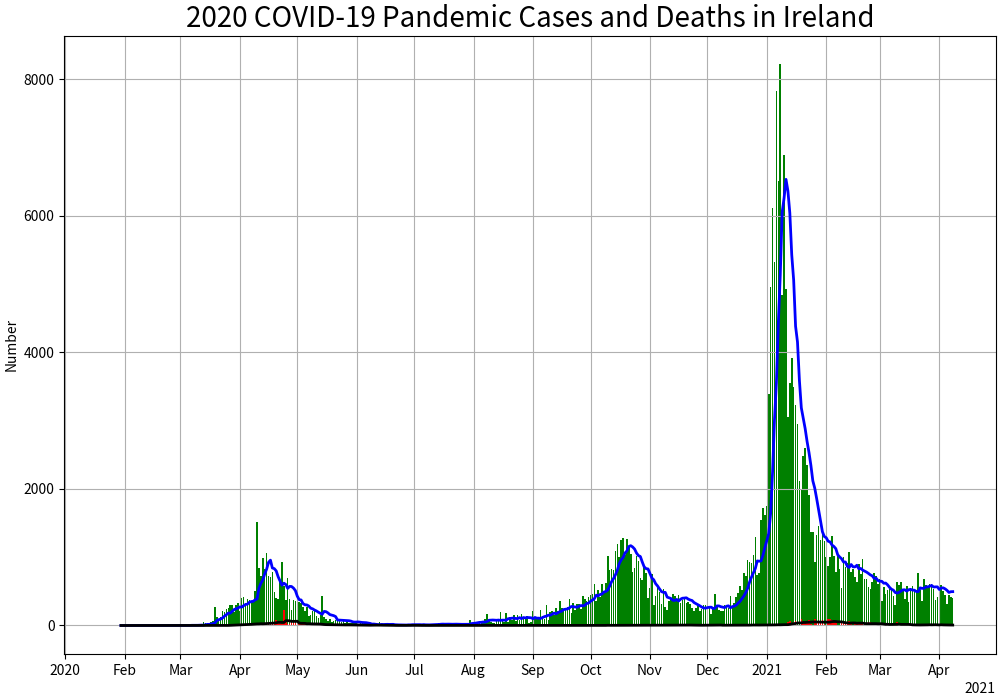 2020 COVID-19 Pandemic Cases and Deaths in Ireland
8000
6000
4000
2000
0
Number
2020 Feb Mar Apr May Jun Jul Aug Sep Oct Nov Dec 2021 Feb Mar Apr
2021